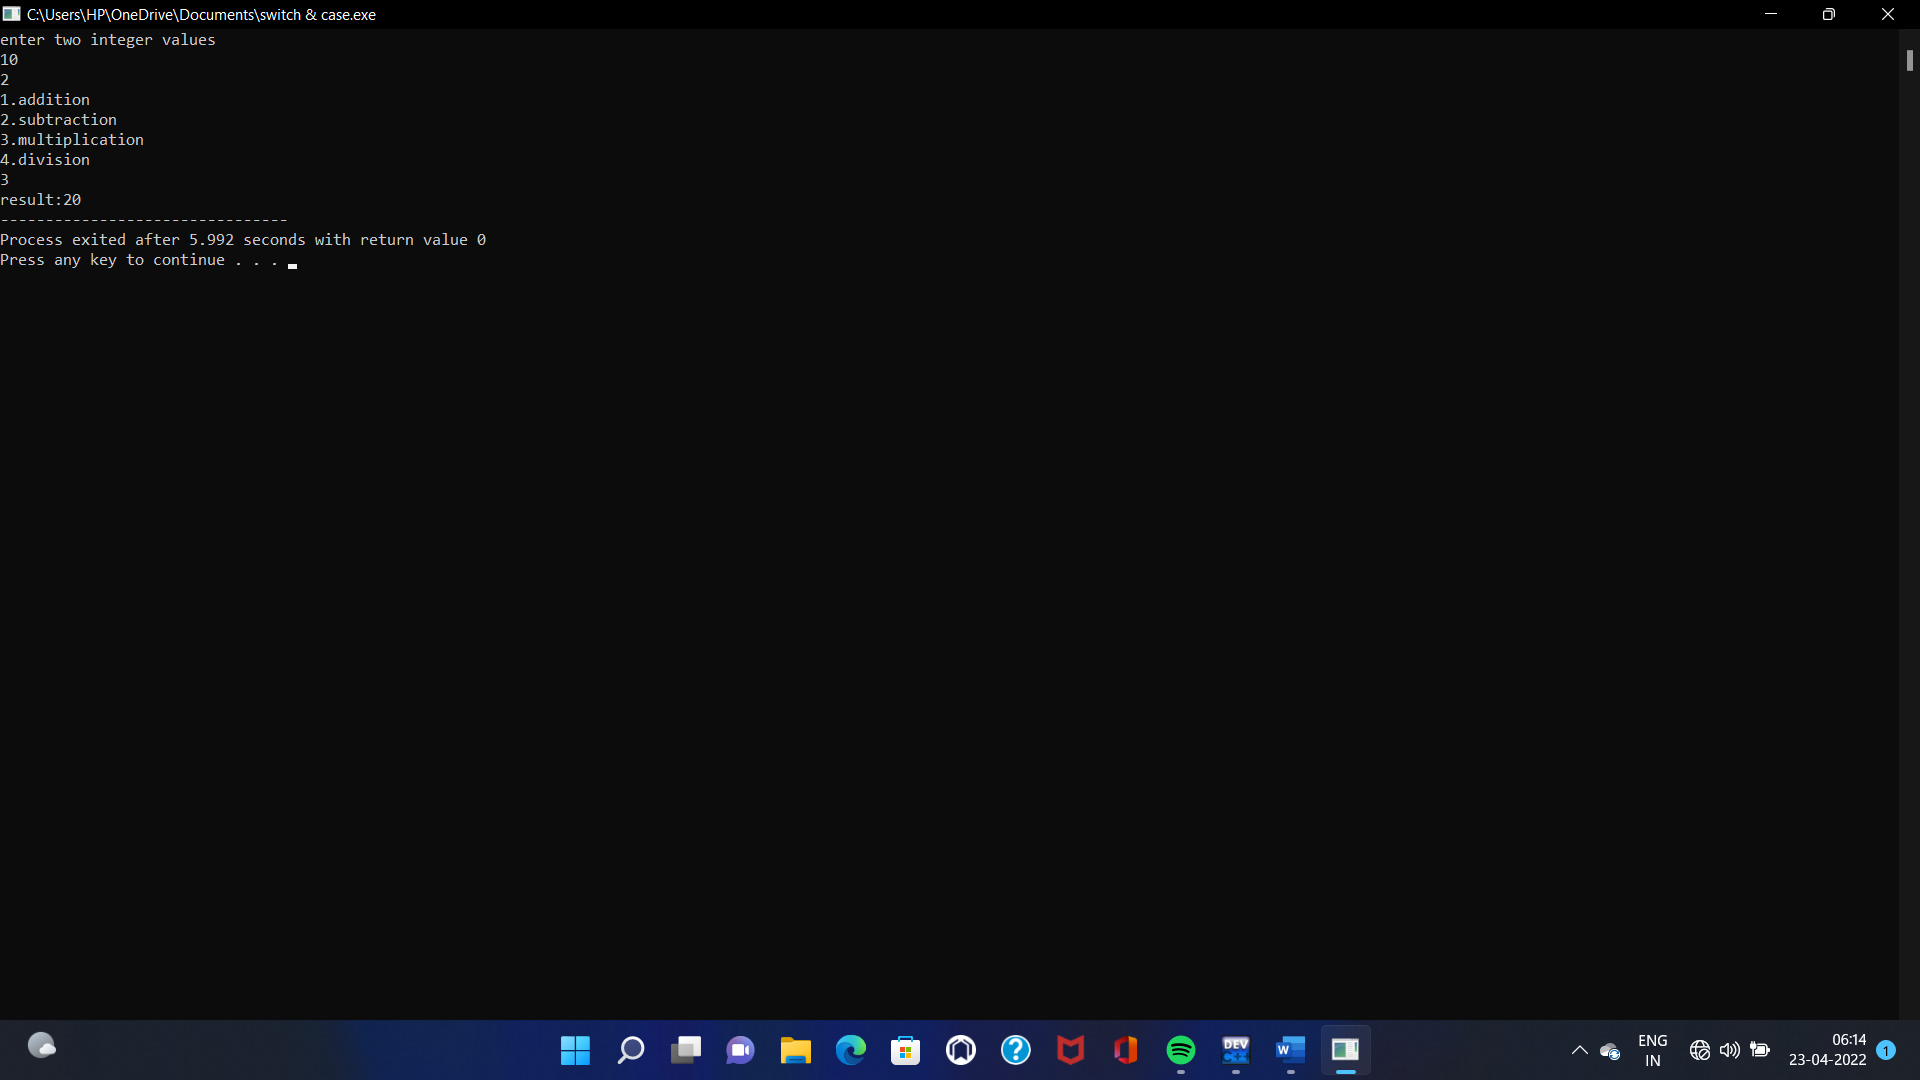 C:\Users\HP\OneDrive\Documents\switch & case.exe
enter two integer values
10
2
1.addition
2.subtraction
3.multiplication
4.division
3
result:20
--------------------------------
Process exited after 5.992 seconds with return value 0
Press any key to continue . . .
DEV
C++
W
ENG
IN
06:14
23-04-2022
1